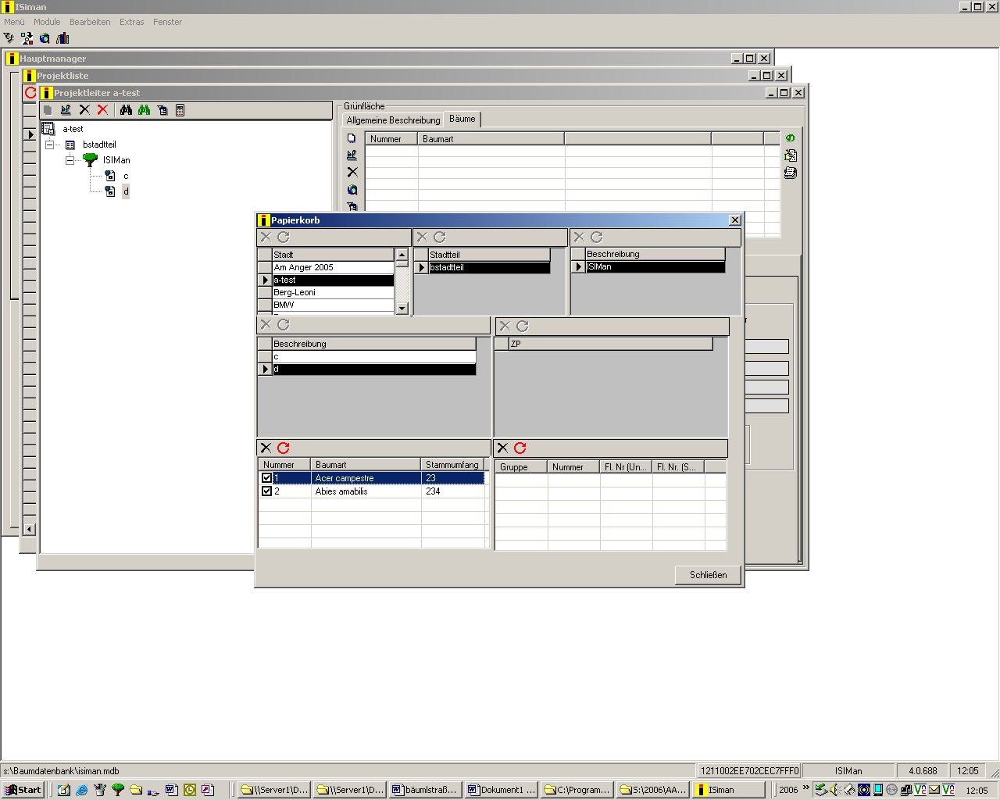 ISiman
Menü Module Bearbeiten Extras Fenster
Hauptmanager
Projektliste
Projektleiter a-test
a-test
bstadtteil
ISIMan
c
d
Grünfläche
Allgemeine Beschreibung Bäume
Nummer Baumart
Papierkorb
Stadt
Am Anger 2005
a-test
Berg-Leoni
BMW
Stadtteil
bstadtteil
Beschreibung
ISIMan
Beschreibung
c
d
ZP
Nummer Baumart Stammumfang
1 Acer campestre 23
2 Abies amabilis 234
Gruppe Nummer Fl. Nr (Un... Fl. Nr. (S...
Schließen
s:\Baumdatenbank\isiman.mdb 1211002EE702CEC7FFF0 ISIMan 4.0.688 12:05
Start \\Server1\D... \\Server1\D... bäumlstraß... Dokument1 ... C:\Program... S:\2006\AA... ISiman 2006 » 12:05